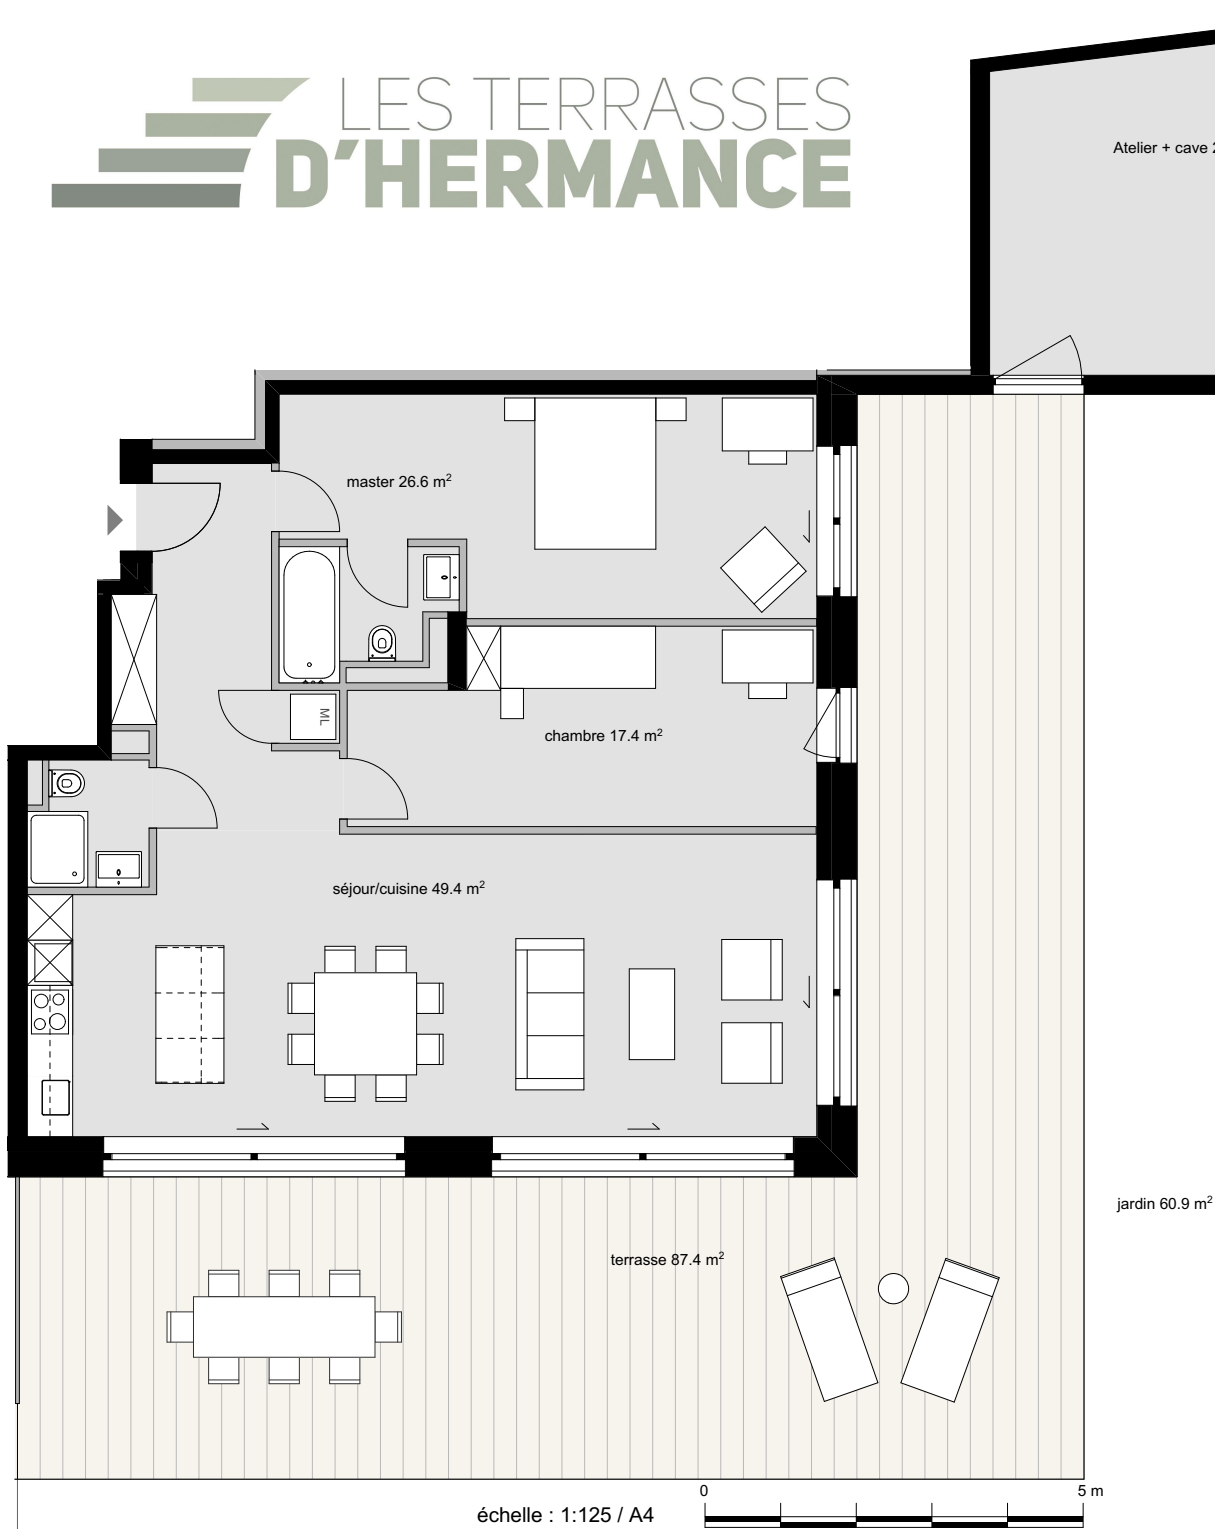 LES TERRASSES
D'HERMANCE
Atelier + cave
master 26.6 m²
ML
chambre 17.4 m²
séjour/cuisine 49.4 m²
jardin 60.9 m²
terrasse 87.4 m²
0 5 m
échelle : 1:125 / A4